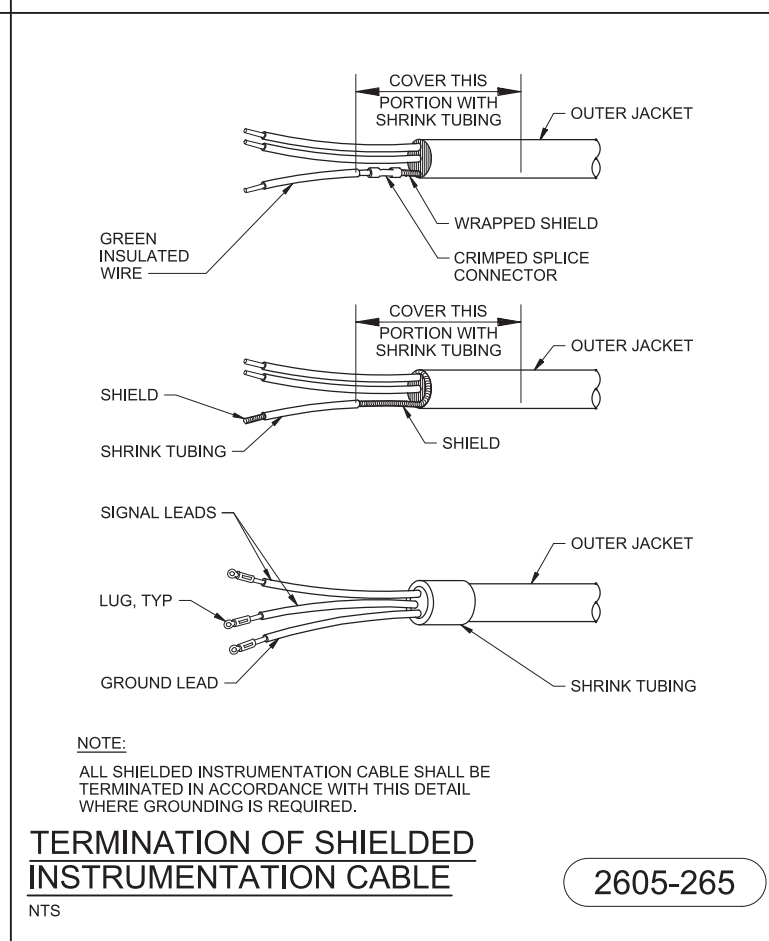 COVER THIS
PORTION WITH
SHRINK TUBING
OUTER JACKET
WRAPPED SHIELD
GREEN
INSULATED
WIRE
CRIMPED SPLICE
CONNECTOR
COVER THIS
PORTION WITH
SHRINK TUBING
OUTER JACKET
SHIELD
SHRINK TUBING
SHIELD
SIGNAL LEADS
OUTER JACKET
LUG, TYP
GROUND LEAD
SHRINK TUBING
NOTE:
ALL SHIELDED INSTRUMENTATION CABLE SHALL BE
TERMINATED IN ACCORDANCE WITH THIS DETAIL
WHERE GROUNDING IS REQUIRED.
TERMINATION OF SHIELDED
INSTRUMENTATION CABLE
2605-265
NTS